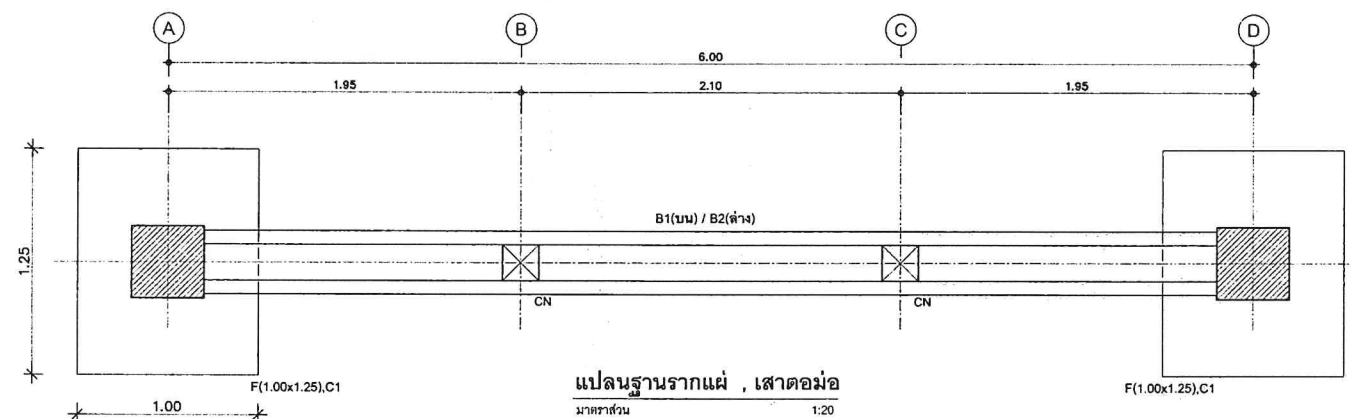 A
B
C
D
6.00
1.95
2.10
1.95
B1(บน) / B2(ล่าง)
1.25
CN
CN
F(1.00x1.25),C1
แปลนฐานรากแผ่ , เสาตอม่อ
F(1.00x1.25),C1
มาตราส่วน 1:20
1.00